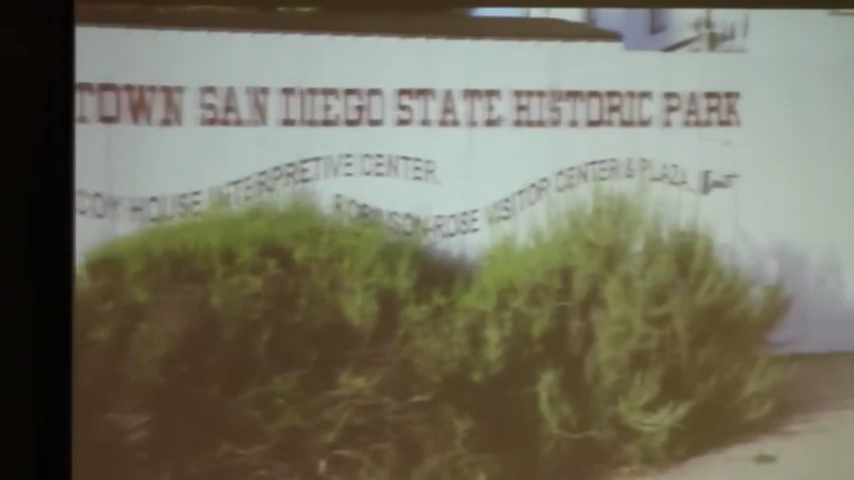 TOWN SAN DIEGO STATE HISTORIC PARK
COY HOUSE INTERPRETIVE CENTER,
ROBINSON-ROSE VISITOR CENTER & PLAZA,